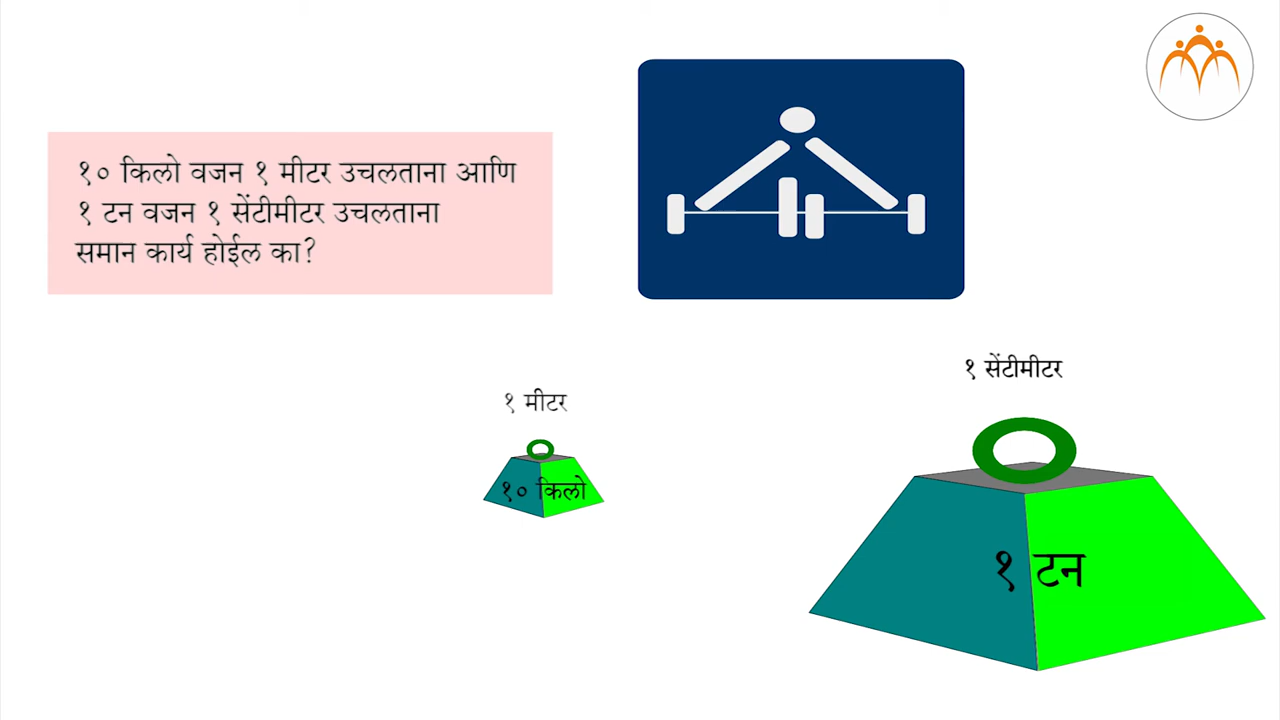 १० किलो वजन १ मीटर उचलताना आणि
१ टन वजन १ सेंटीमीटर उचलताना
समान कार्य होईल का?
१ सेंटीमीटर
१ मीटर
१० किलो
१ टन